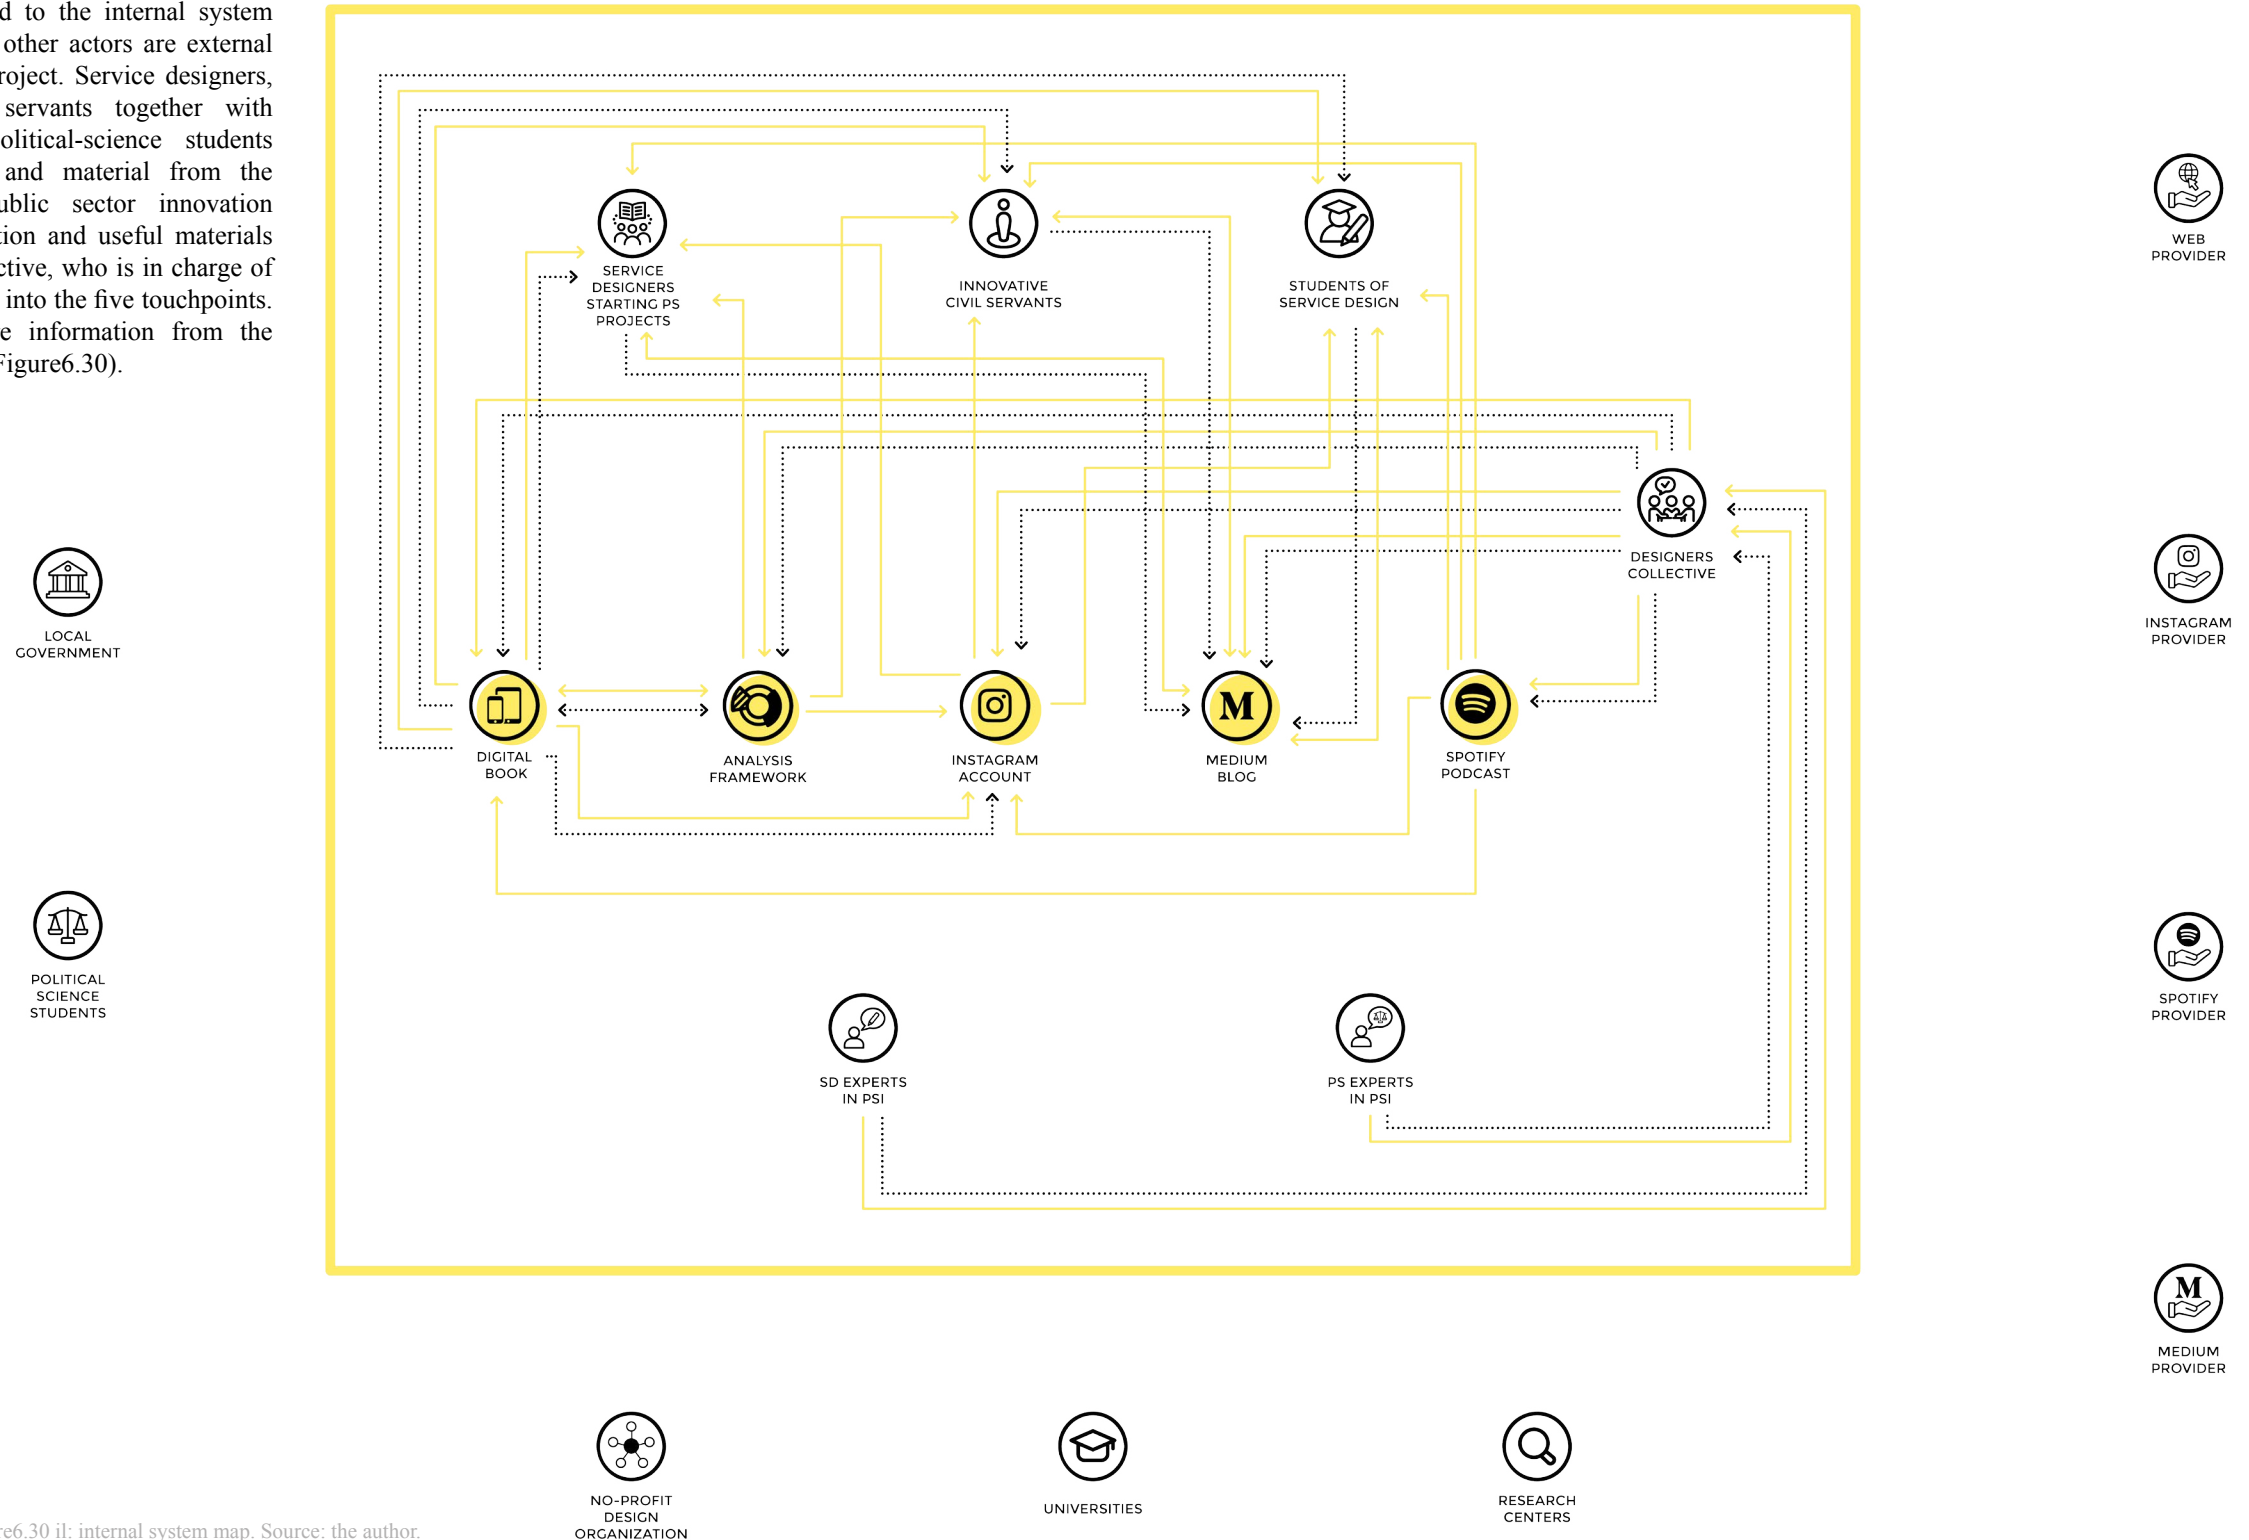 d to the internal system
other actors are external
roject. Service designers,
servants together with
olitical-science students
and material from the
ublic sector innovation
tion and useful materials
ctive, who is in charge of
into the five touchpoints.
e information from the
Figure6.30).
SERVICE
DESIGNERS
STARTING PS
PROJECTS
INNOVATIVE
CIVIL SERVANTS
STUDENTS OF
SERVICE DESIGN
WEB
PROVIDER
DESIGNERS
COLLECTIVE
LOCAL
GOVERNMENT
INSTAGRAM
PROVIDER
DIGITAL
BOOK
ANALYSIS
FRAMEWORK
INSTAGRAM
ACCOUNT
M
MEDIUM
BLOG
SPOTIFY
PODCAST
POLITICAL
SCIENCE
STUDENTS
SPOTIFY
PROVIDER
SD EXPERTS
IN PSI
PS EXPERTS
IN PSI
M
MEDIUM
PROVIDER
NO-PROFIT
DESIGN
ORGANIZATION
UNIVERSITIES
RESEARCH
CENTERS
re6.30 il: internal system map. Source: the author.